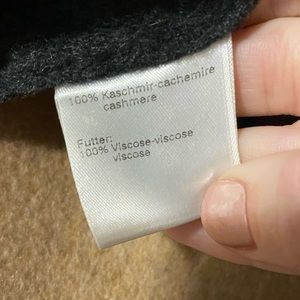 100% Kaschmir-cachemire
cashmere
Futter:
100% Viscose-viscose
viscose